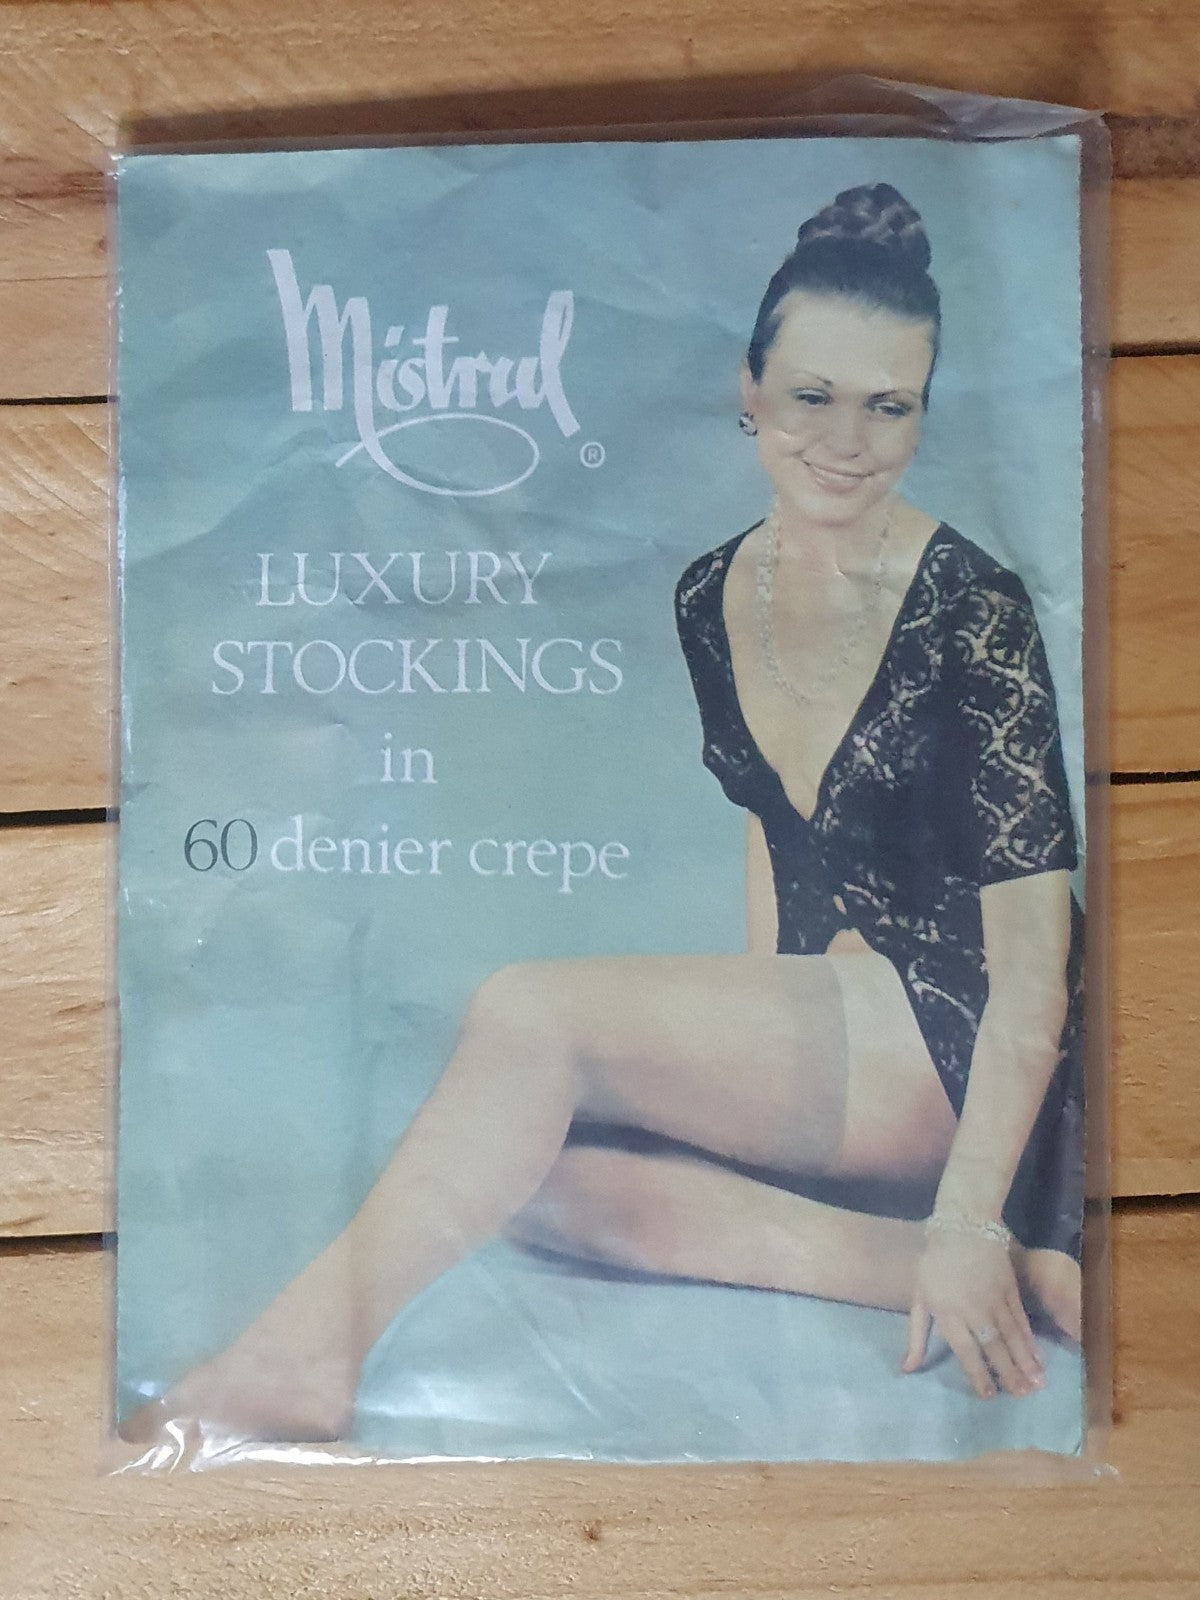 Mistral
®
LUXURY
STOCKINGS
in
60 denier crepe